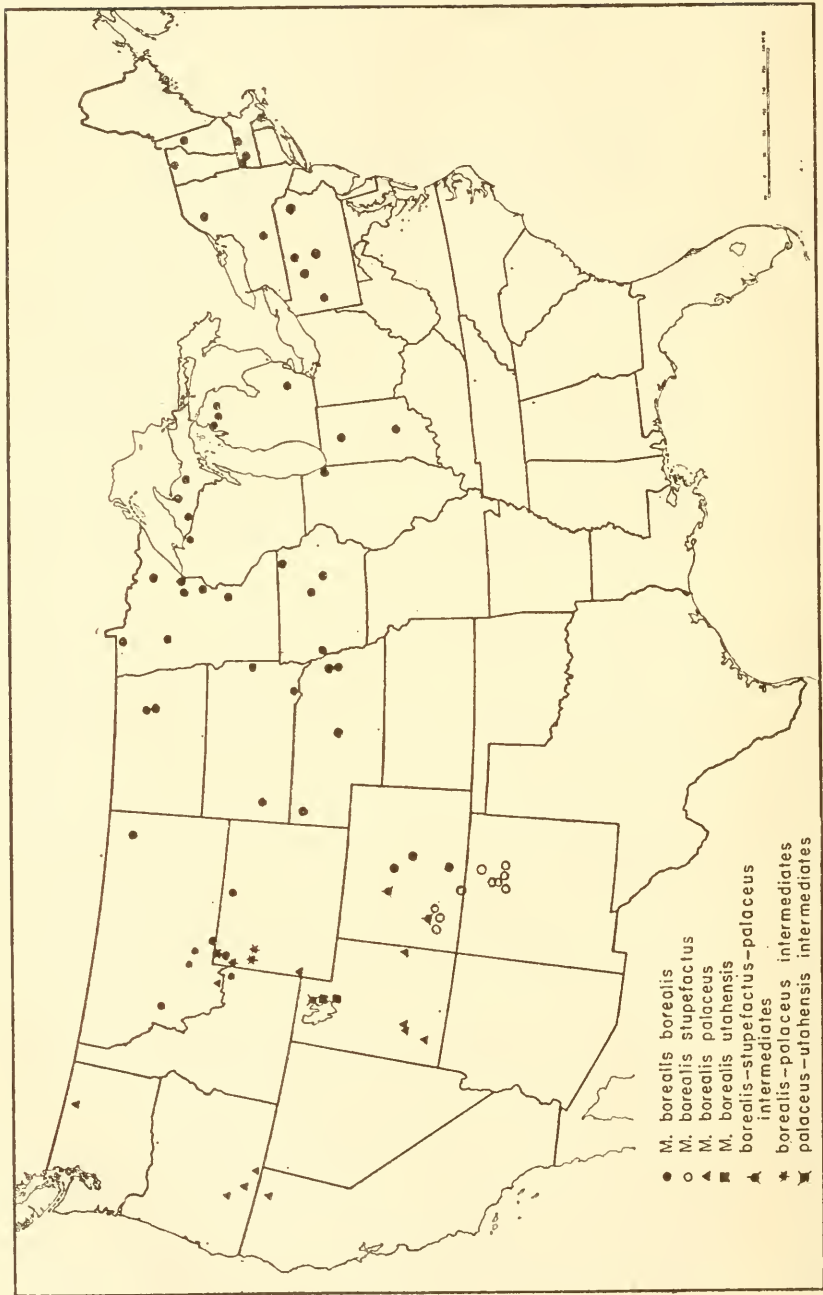 M. borealis borealis
M. borealis stupefactus
M. borealis palaceus
M. borealis utahensis
borealis-stupefactus-palaceus
intermediates
borealis-palaceus intermediates
palaceus-utahensis intermediates